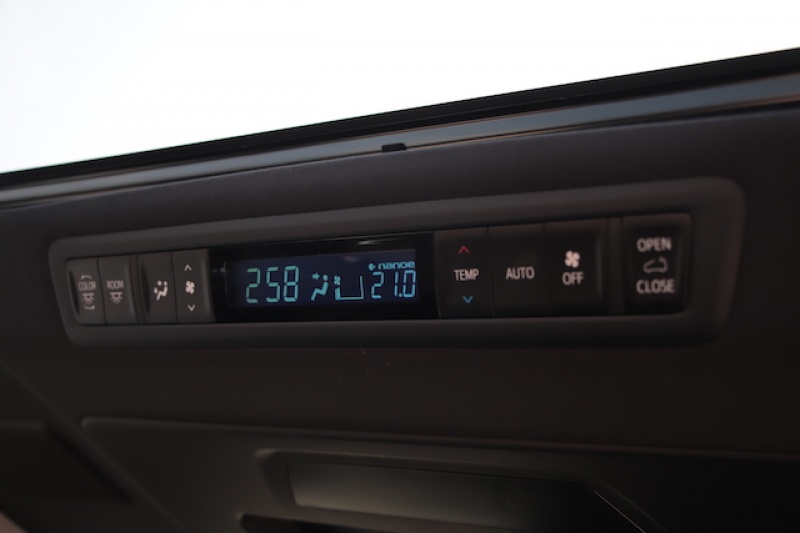 COLOR
ROOM
258
nanoe
21.0
TEMP
AUTO
OFF
OPEN
CLOSE